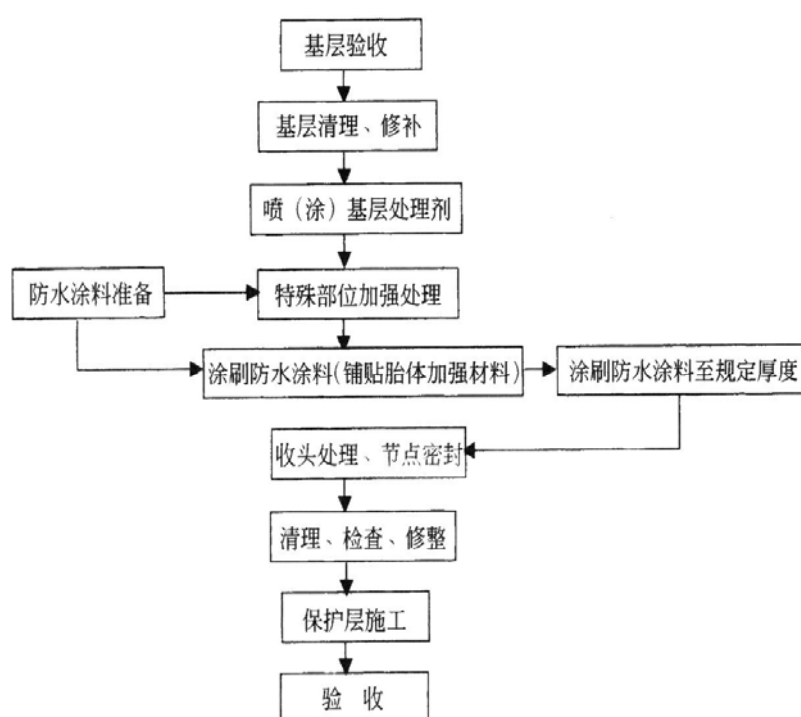 基层验收
基层清理、修补
喷（涂）基层处理剂
防水涂料准备
特殊部位加强处理
涂刷防水涂料（铺贴胎体加强材料）
涂刷防水涂料至规定厚度
收头处理、节点密封
清理、检查、修整
保护层施工
验 收